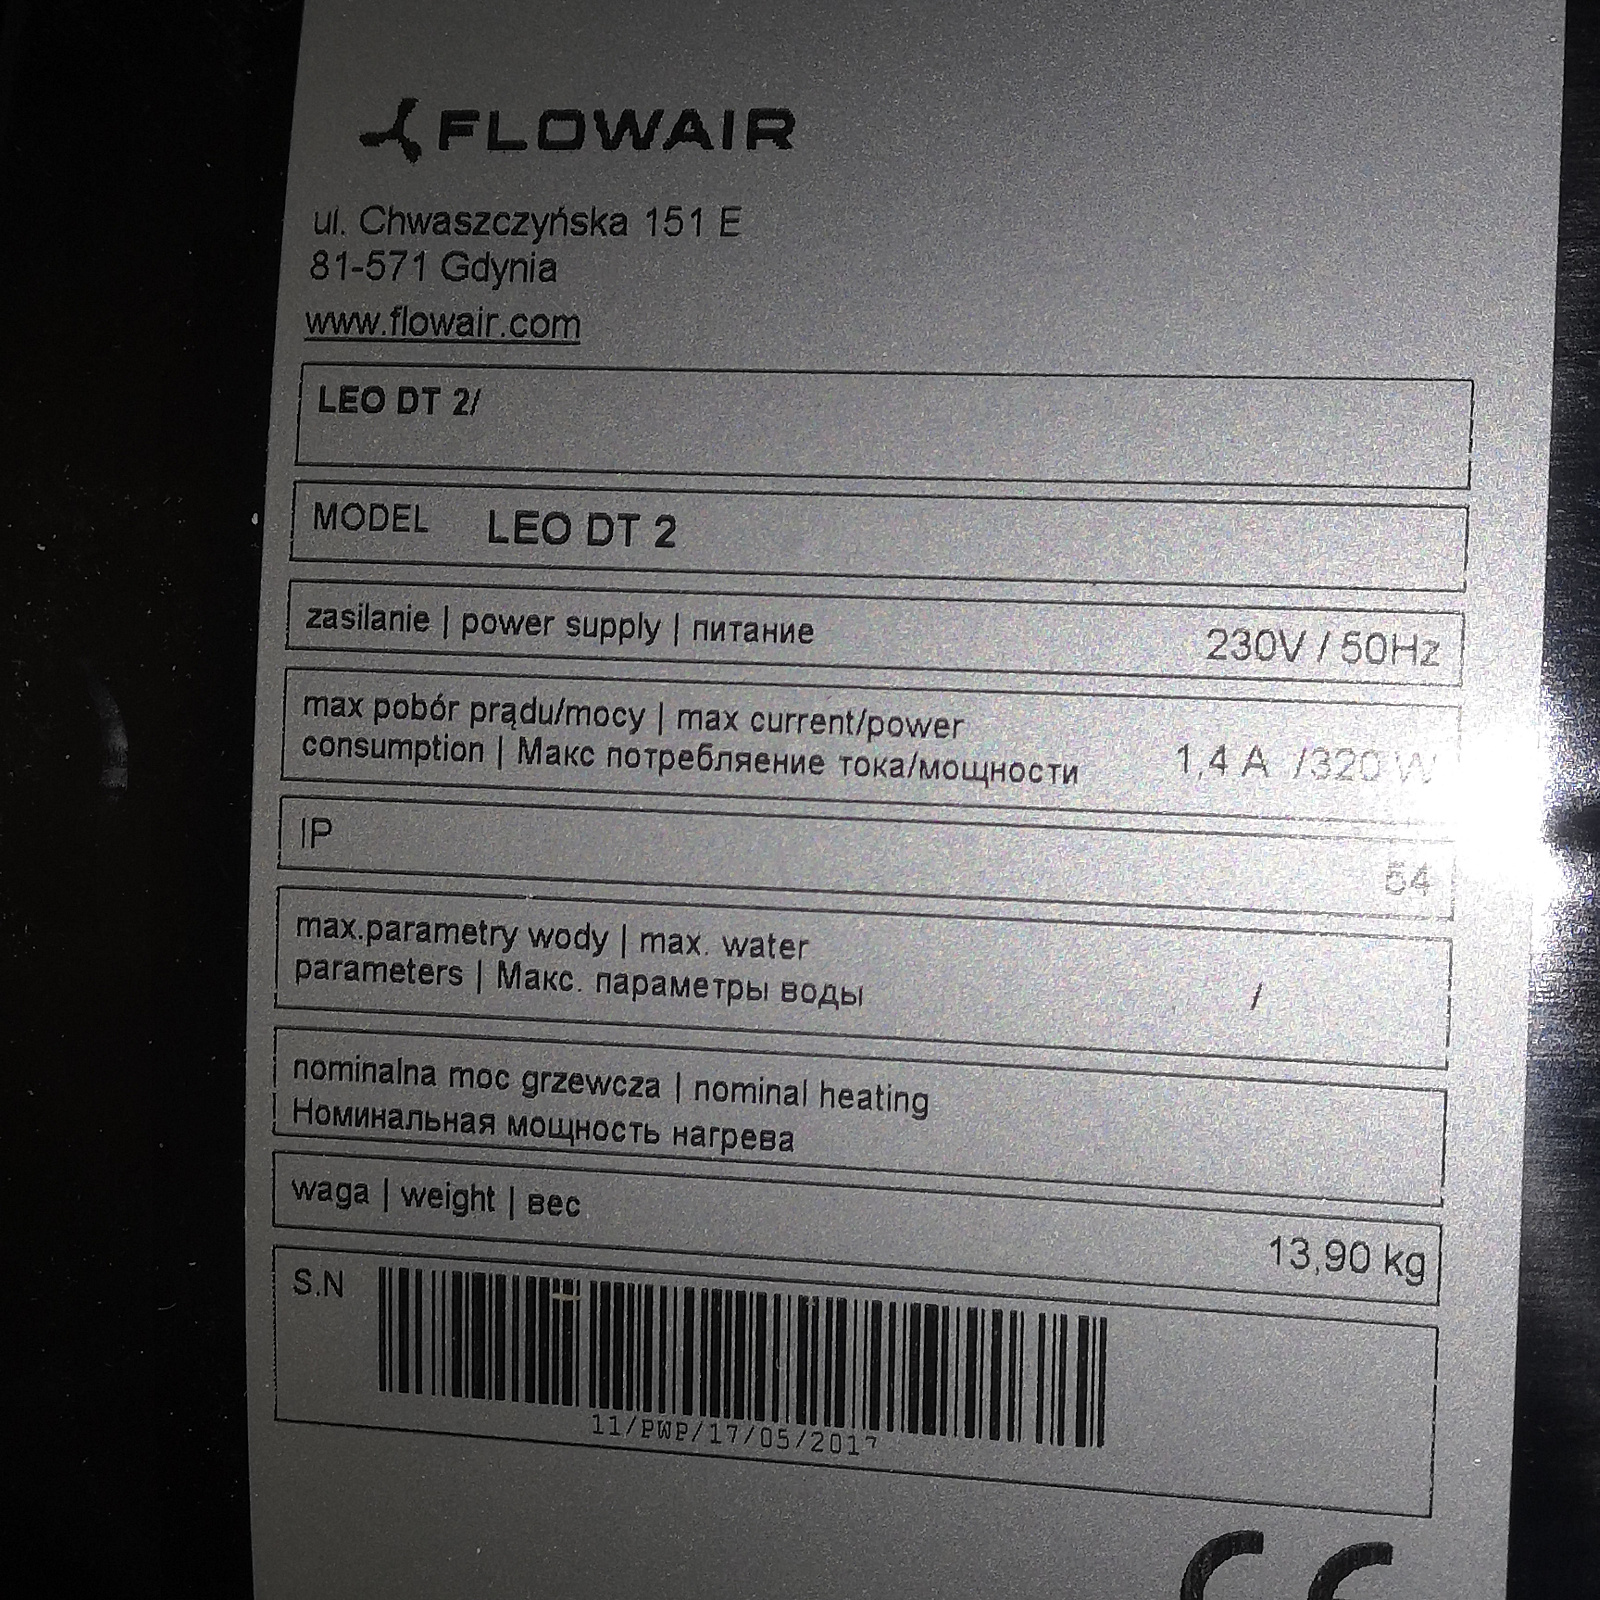 FLOWAIR
ul. Chwaszczyńska 151 E
81-571 Gdynia
www.flowair.com
LEO DT 2/
MODEL LEO DT 2
zasilanie | power supply | питание 230V / 50Hz
max pobór prądu/mocy | max current/power
consumption | Макс потребляение тока/мощности 1,4 A /320 W
IP 54
max.parametry wody | max. water
parameters | Макс. параметры воды /
nominalna moc grzewcza | nominal heating
Номинальная мощность нагрева
waga | weight | вес 13,90 kg
S.N
11/PWP/17/05/2017
CE